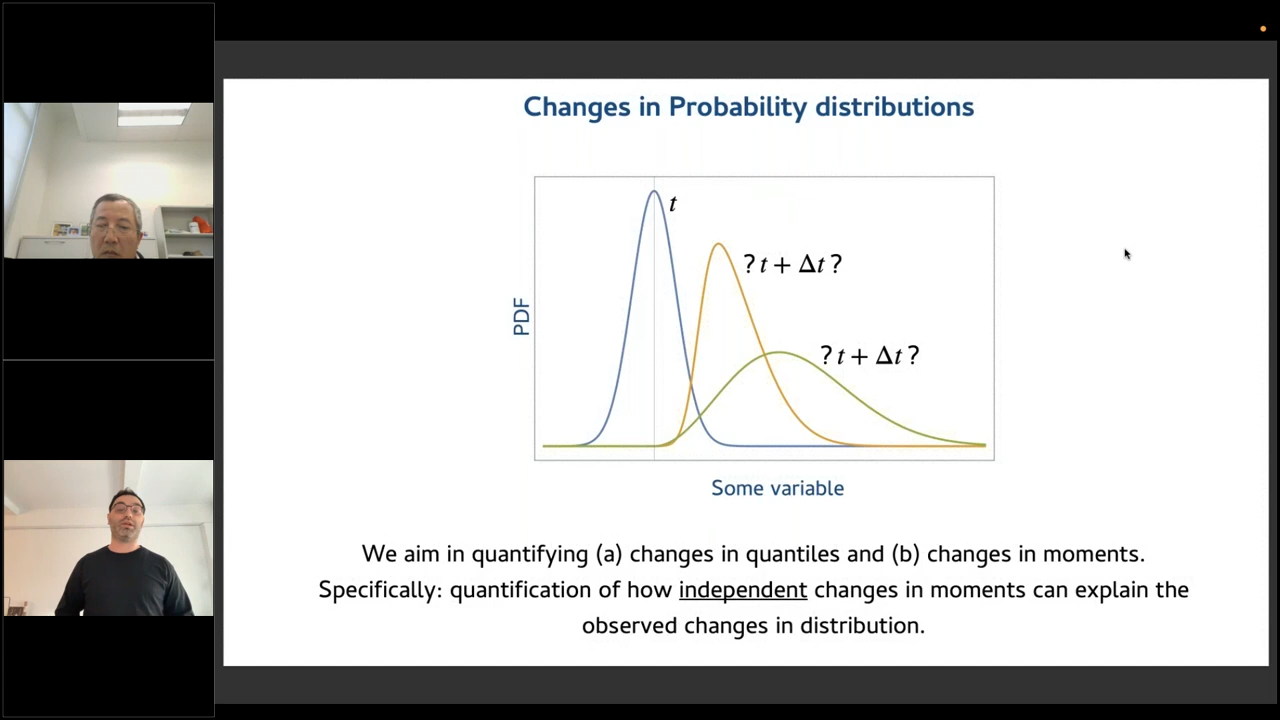 Changes in Probability distributions
t
? t + Δt ?
? t + Δt ?
PDF
Some variable
We aim in quantifying (a) changes in quantiles and (b) changes in moments.
Specifically: quantification of how independent changes in moments can explain the
observed changes in distribution.